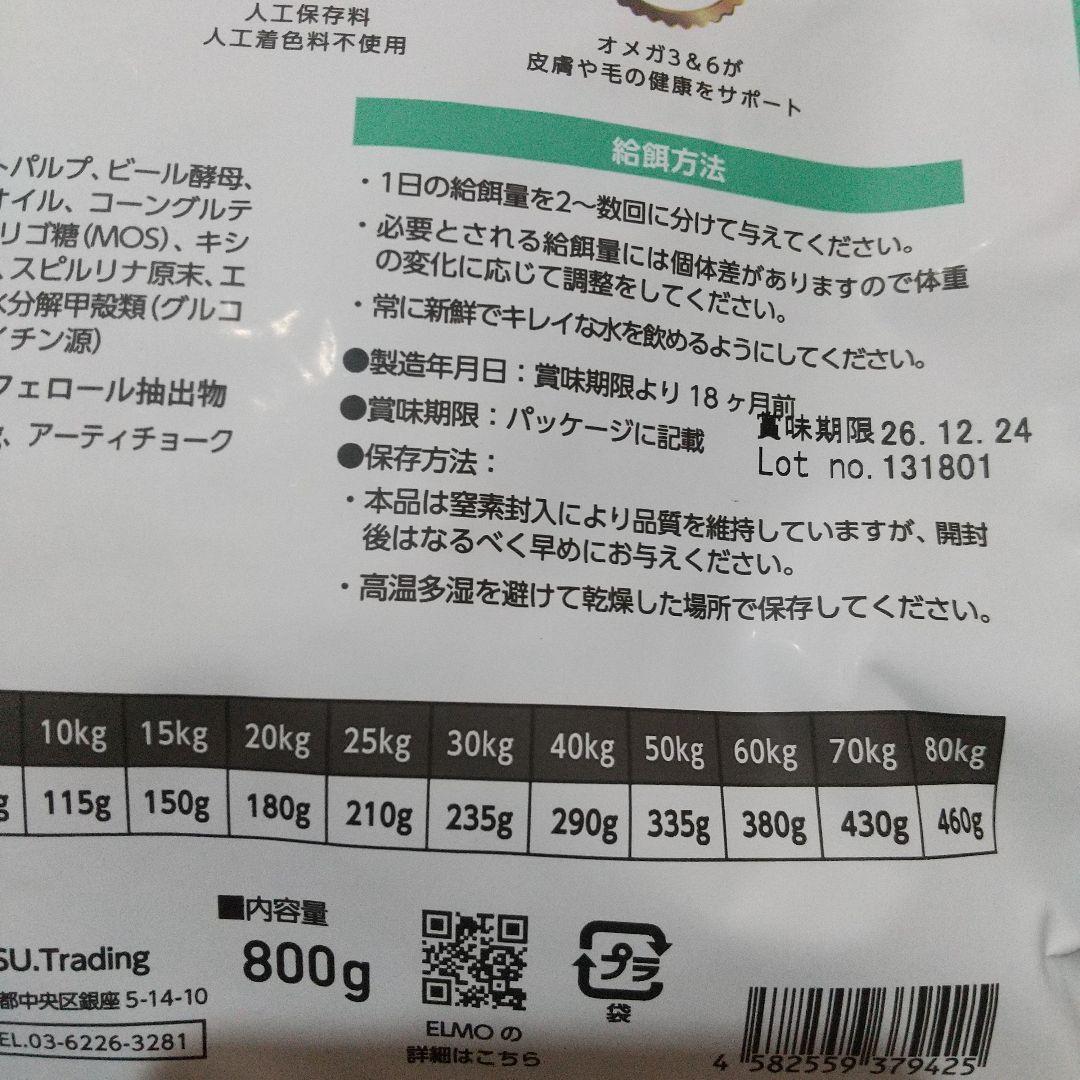 人工保存料
人工着色料不使用
オメガ3&6が
皮膚や毛の健康をサポート
トパルプ、ビール酵母、
オイル、コーングルテ
リゴ糖(MOS)、キシ
、スピルリナ原末、エ
水分解甲殻類(グルコ
イチン源)
フェロール抽出物
アーティチョーク
給餌方法
・1日の給餌量を2〜数回に分けて与えてください。
・必要とされる給餌量には個体差がありますので体重
の変化に応じて調整をしてください。
・常に新鮮でキレイな水を飲めるようにしてください。
●製造年月日：賞味期限より18ヶ月前
●賞味期限：パッケージに記載
賞味期限26.12.24
Lot no.131801
●保存方法：
・本品は窒素封入により品質を維持していますが、開封
後はなるべく早めにお与えください。
・高温多湿を避けて乾燥した場所で保存してください。
10kg 15kg 20kg 25kg 30kg 40kg 50kg 60kg 70kg 80kg
g 115g 150g 180g 210g 235g 290g 335g 380g 430g 460g
SU.Trading
都中央区銀座5-14-10
EL.03-6226-3281
■内容量
800g
ELMOの
詳細はこちら
プラ
袋
4 582559 379425